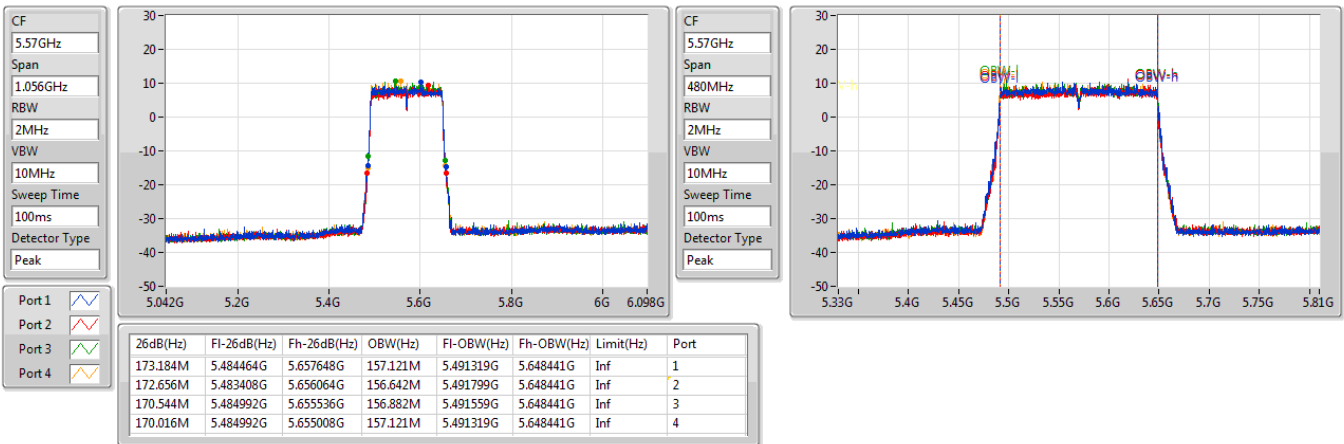 CF
5.57GHz
Span
1.056GHz
RBW
2MHz
VBW
10MHz
Sweep Time
100ms
Detector Type
Peak
30
20
10
0
-10
-20
-30
-40
-50
5.042G 5.2G 5.4G 5.6G 5.8G 6G 6.098G
CF
5.57GHz
Span
480MHz
RBW
2MHz
VBW
10MHz
Sweep Time
100ms
Detector Type
Peak
30
20
10
0
-10
-20
-30
-40
-50
OBW-l OBW-h
5.33G 5.4G 5.45G 5.5G 5.55G 5.6G 5.65G 5.7G 5.75G 5.81G
Port 1
Port 2
Port 3
Port 4
26dB(Hz) Fl-26dB(Hz) Fh-26dB(Hz) OBW(Hz) Fl-OBW(Hz) Fh-OBW(Hz) Limit(Hz) Port
173.184M 5.484464G 5.657648G 157.121M 5.491319G 5.648441G Inf 1
172.656M 5.483408G 5.656064G 156.642M 5.491799G 5.648441G Inf 2
170.544M 5.484992G 5.655536G 156.882M 5.491559G 5.648441G Inf 3
170.016M 5.484992G 5.655008G 157.121M 5.491319G 5.648441G Inf 4